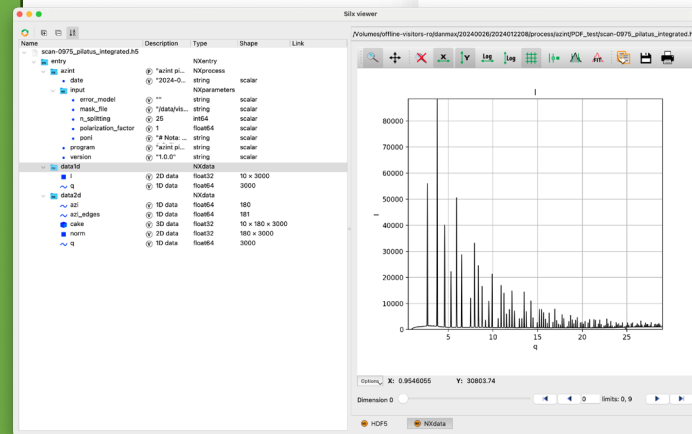 Silx viewer
Name Description Type Shape Link
scan-0975_pilatus_integrated.h5
entry NXentry
azint "azint pi... NXprocess
date "2024-0... string scalar
input NXparameters
error_model "" string scalar
mask_file "/data/vis... string scalar
n_splitting 25 int64 scalar
polarization_factor 1 float64 scalar
poni "# Nota: ... string scalar
program "azint pi... string scalar
version "1.0.0" string scalar
data1d NXdata
I 2D data float32 10 × 3000
q 1D data float64 3000
data2d NXdata
azi 1D data float64 180
azi_edges 1D data float64 181
cake 3D data float32 10 × 180 × 3000
norm 2D data float32 180 × 3000
q 1D data float64 3000
/Volumes/offline-visitors-ro/danmax/20240026/2024012208/process/azint/PDF_test/scan-0975_pilatus_integrated.h
X Y Log Log FIT
I
80000
70000
60000
50000
40000
30000
20000
10000
0
I
5 10 15 20 25
q
Options X: 0.9546055 Y: 30803.74
Dimension 0 0 limits: 0, 9
HDF5 NXdata